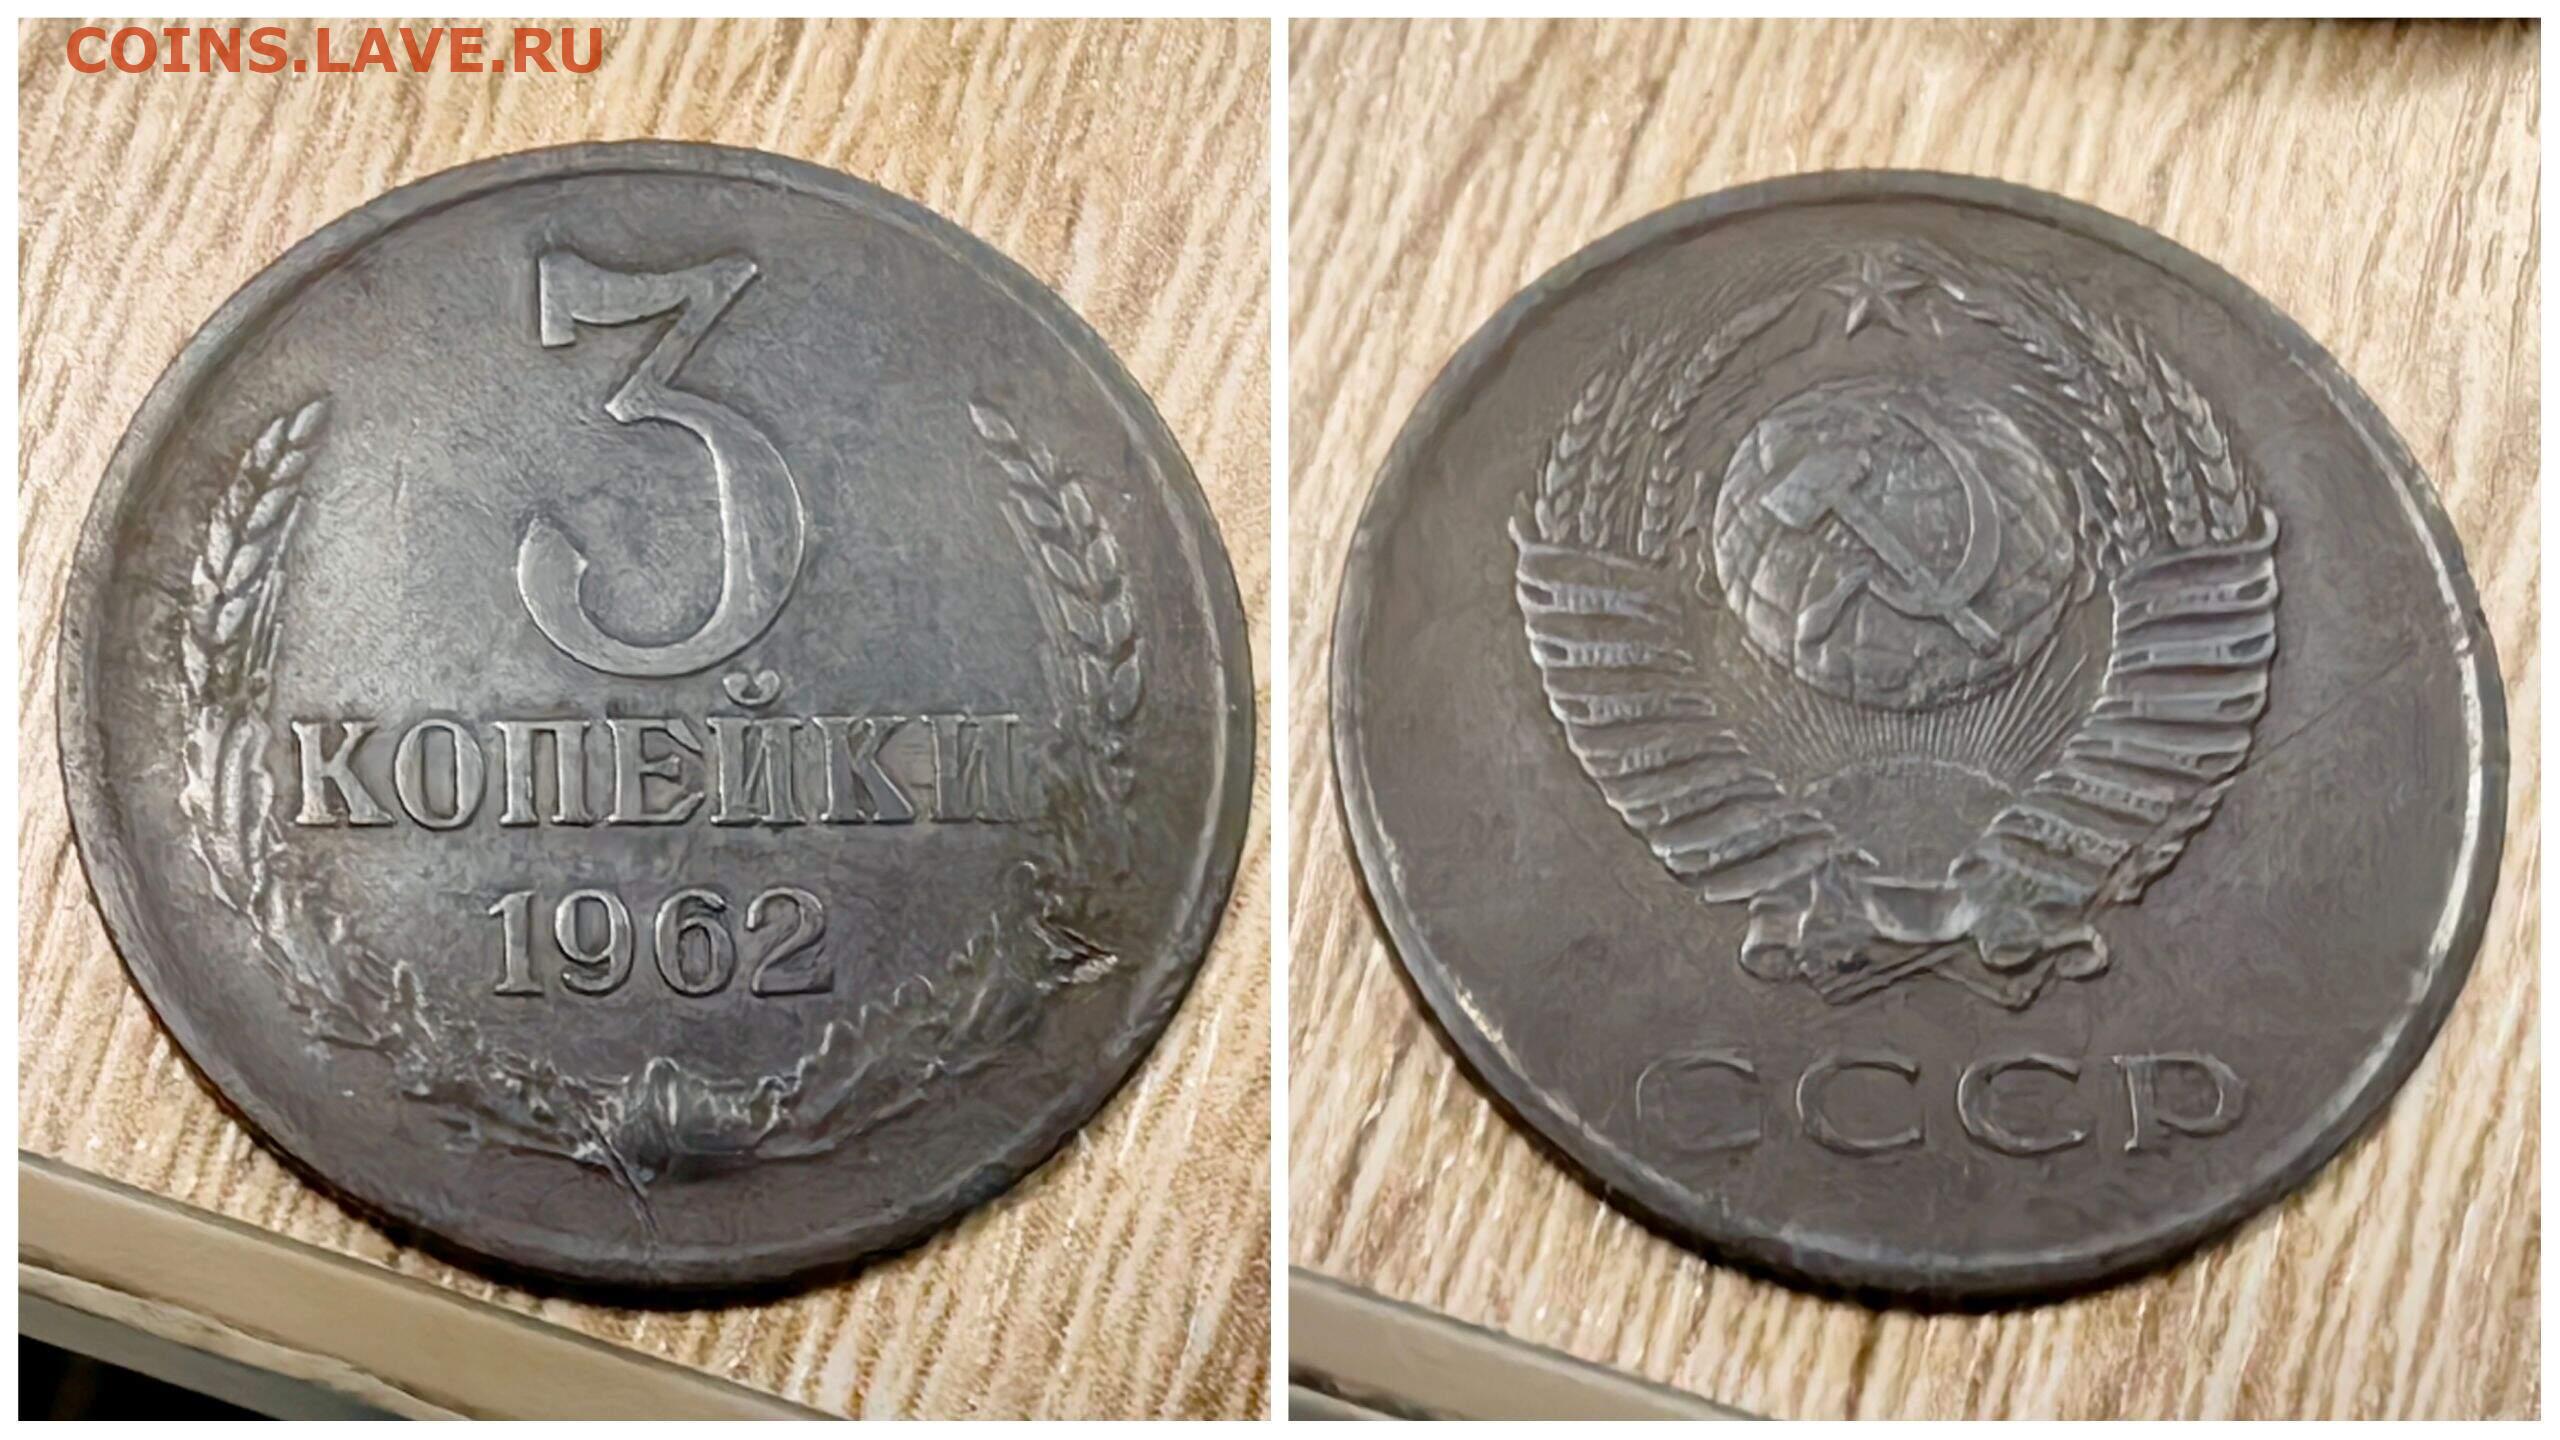 COINS.LAVE.RU
3
КОПЕЙКИ
1962
СССР